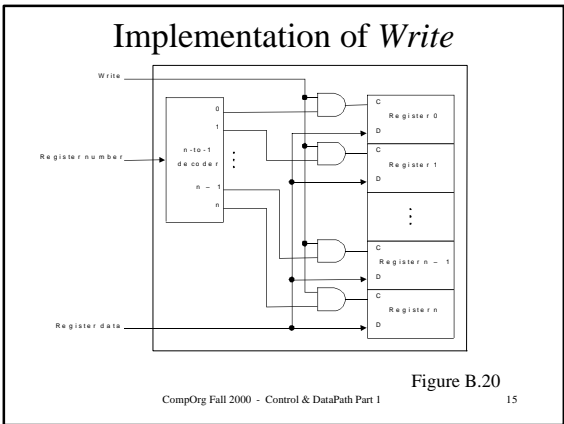 Implementation of Write
Write
0
1
n-to-1
decoder
n – 1
n
Register number
Register data
C
Register 0
D
C
Register 1
D
C
Register n – 1
D
C
Register n
D
Figure B.20
CompOrg Fall 2000 - Control & DataPath Part 1
15